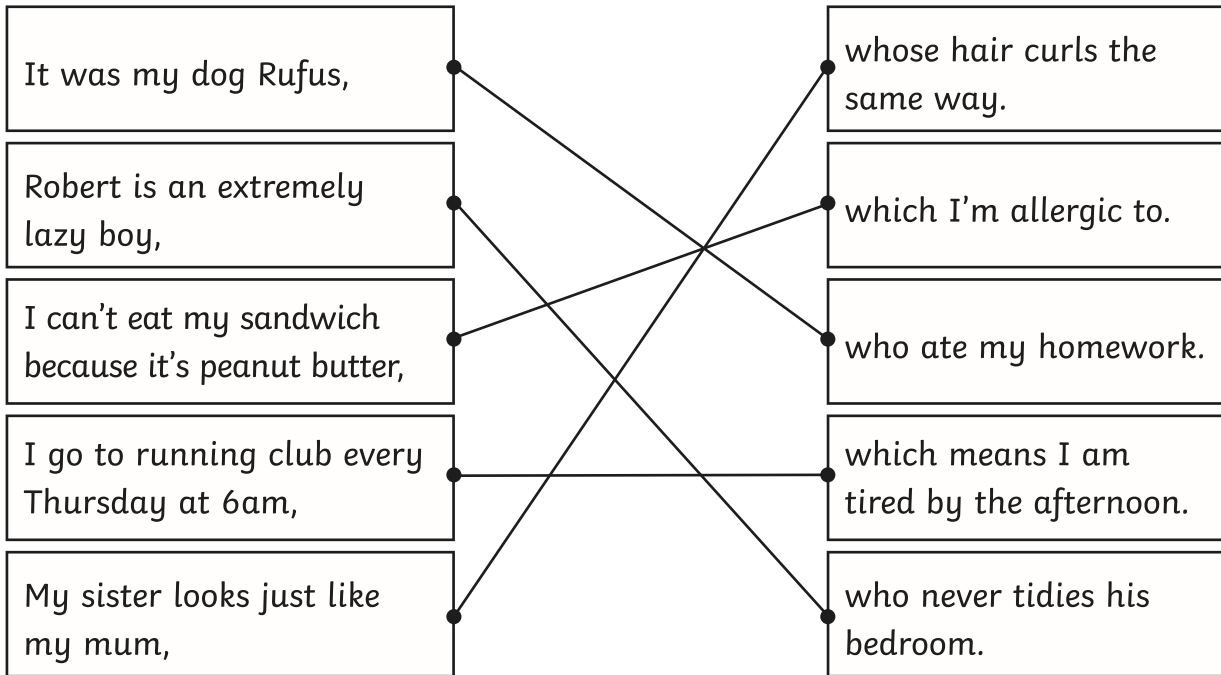 It was my dog Rufus,
Robert is an extremely
lazy boy,
I can't eat my sandwich
because it's peanut butter,
I go to running club every
Thursday at 6am,
My sister looks just like
my mum,
whose hair curls the
same way.
which I'm allergic to.
who ate my homework.
which means I am
tired by the afternoon.
who never tidies his
bedroom.